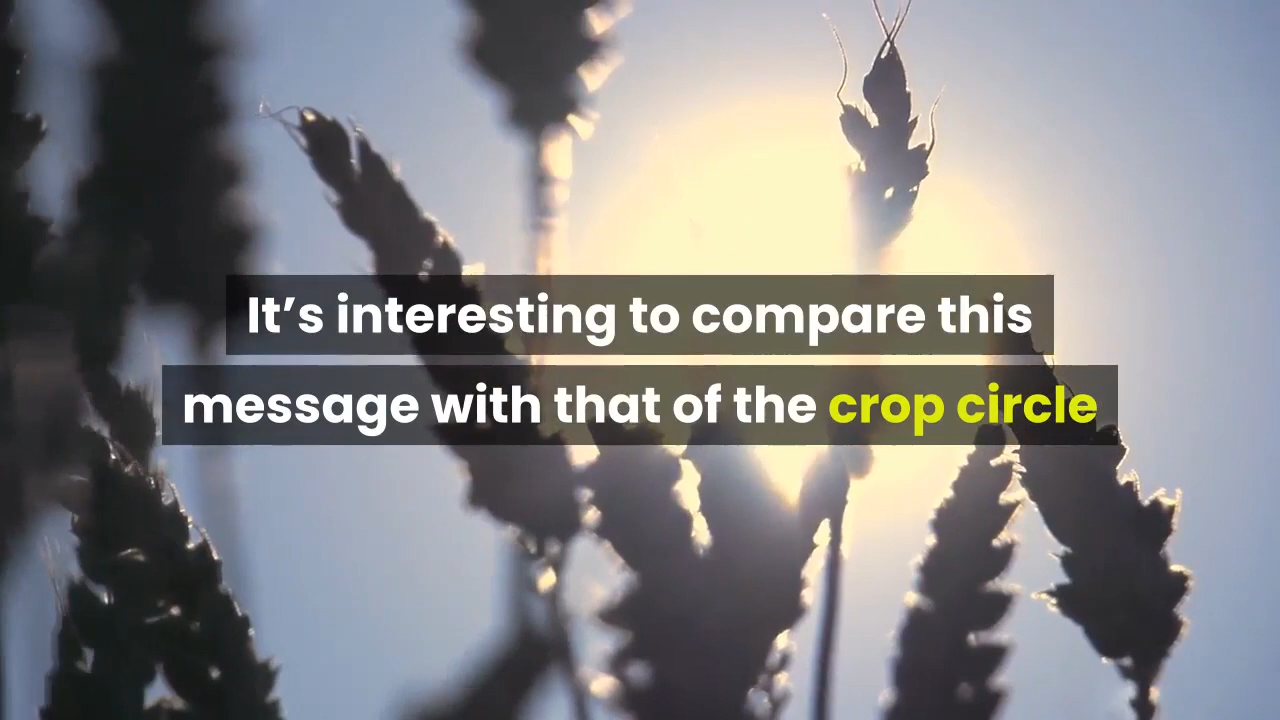 It’s interesting to compare this
message with that of the crop circle